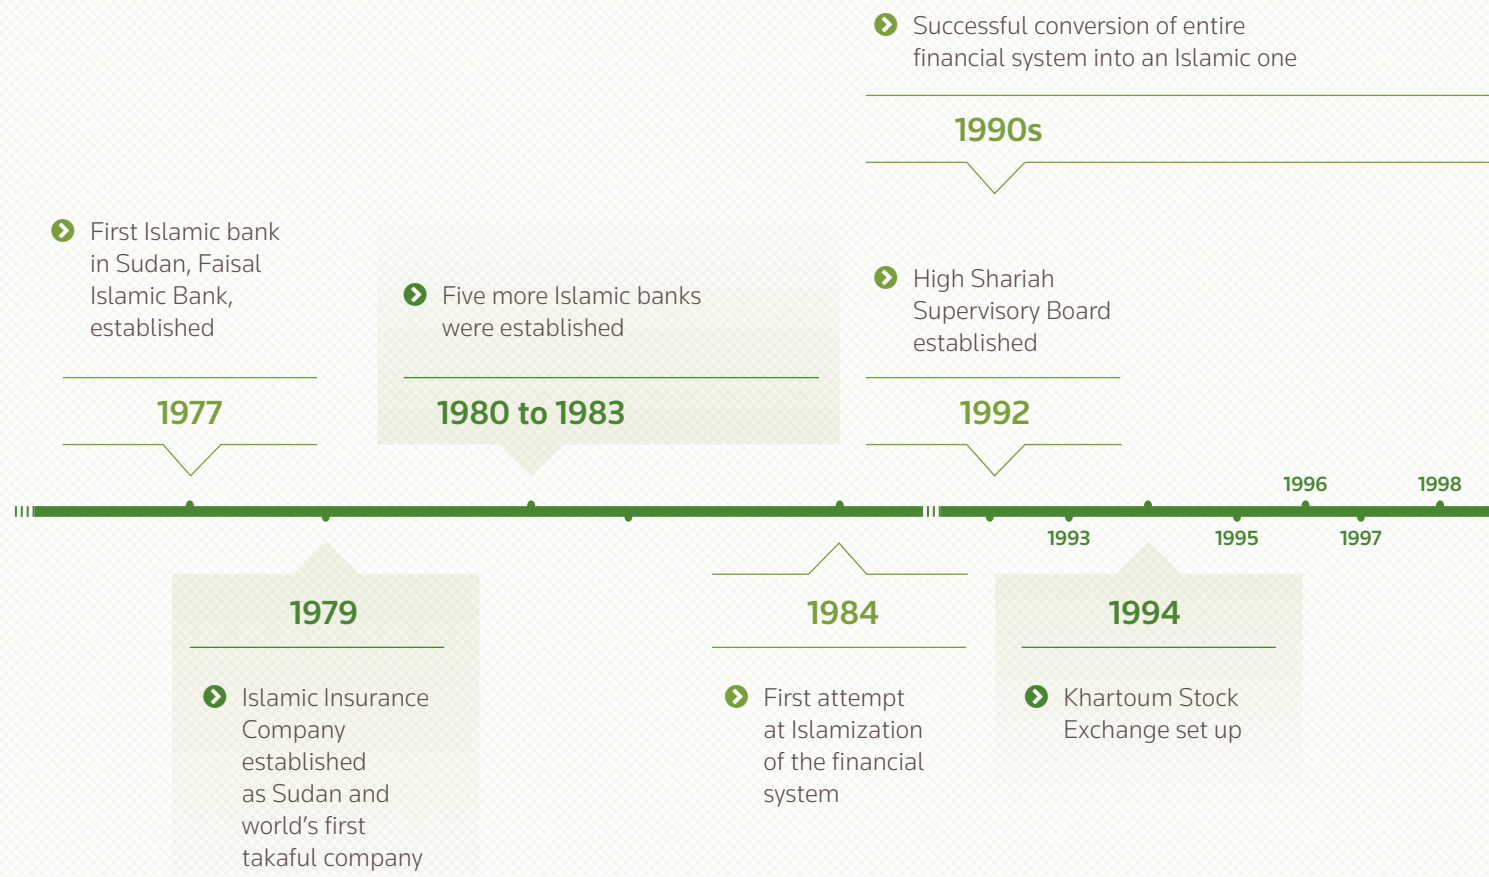 Successful conversion of entire
financial system into an Islamic one
1990s
First Islamic bank
in Sudan, Faisal
Islamic Bank,
established
1977
Five more Islamic banks
were established
1980 to 1983
High Shariah
Supervisory Board
established
1992
1996
1998
1993
1995
1997
1979
Islamic Insurance
Company
established
as Sudan and
world's first
takaful company
1984
First attempt
at Islamization
of the financial
system
1994
Khartoum Stock
Exchange set up